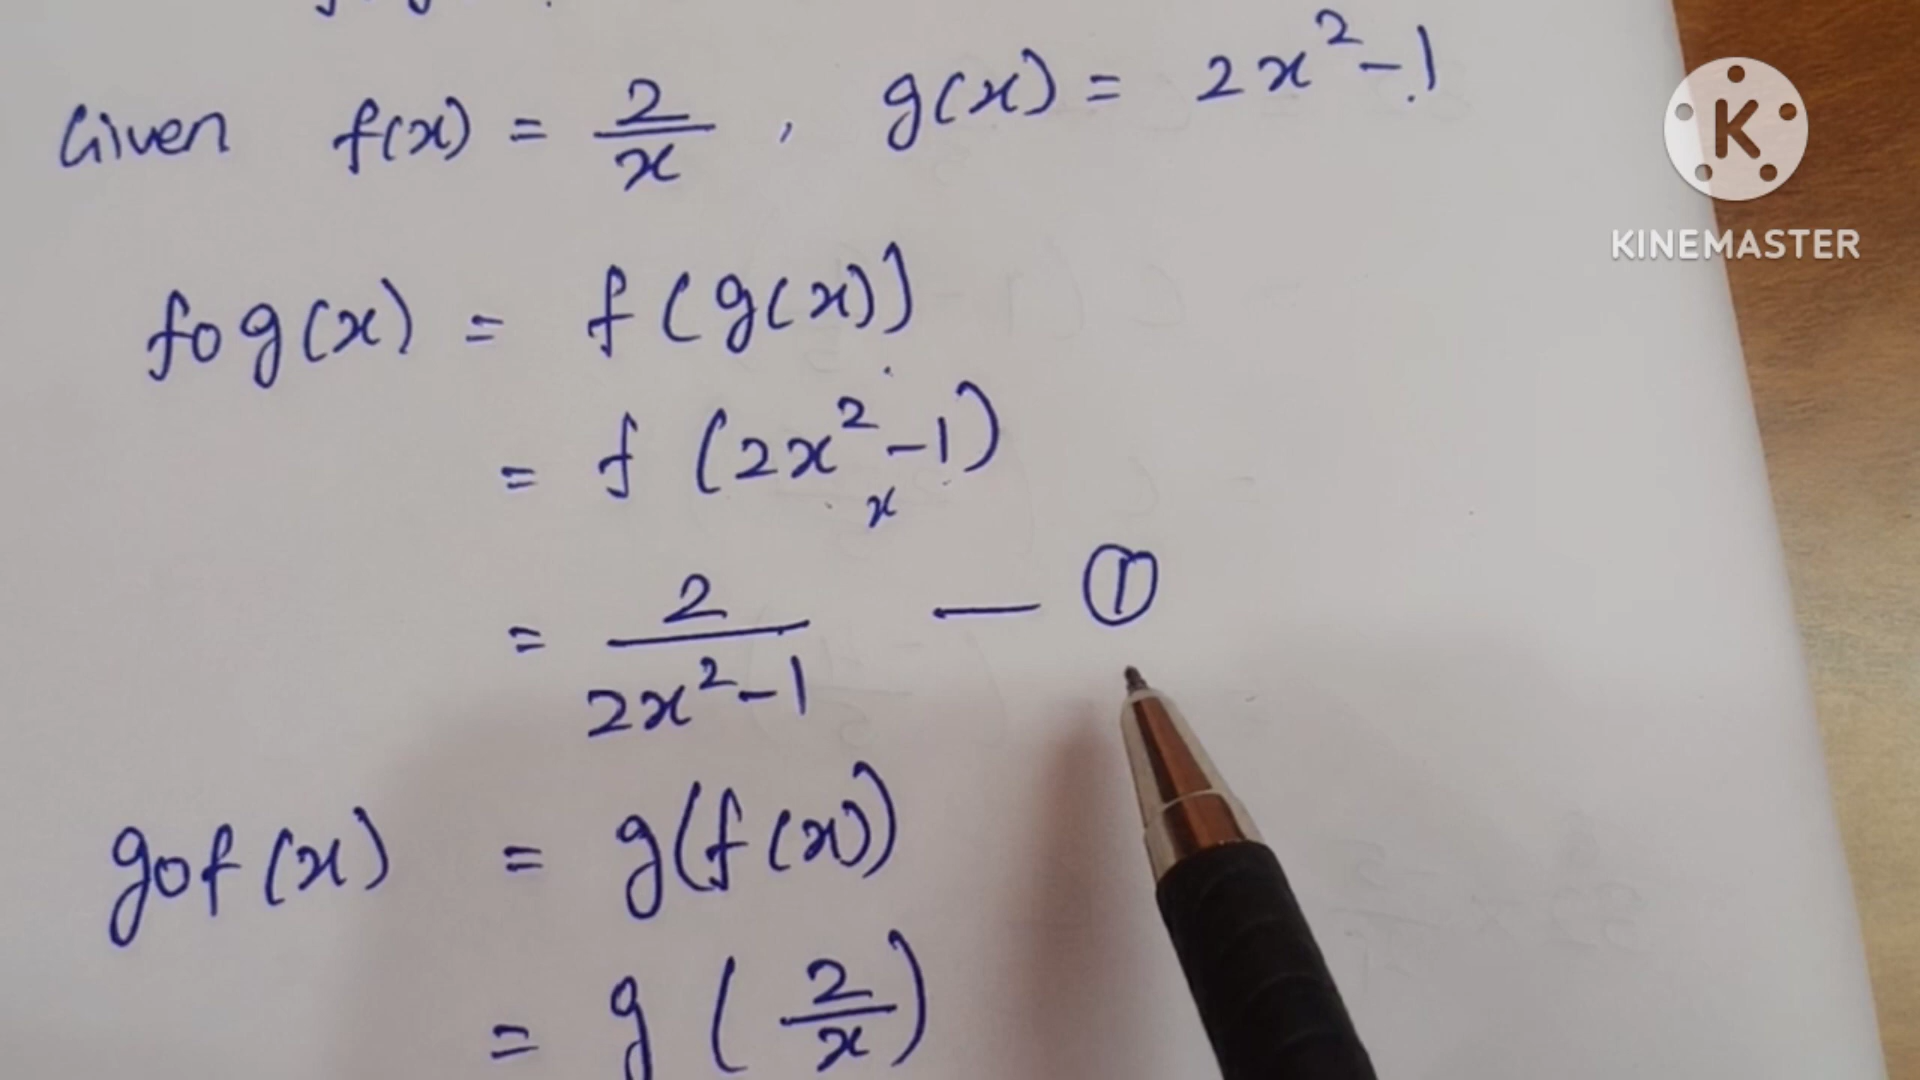 Given f(x) = 2/x , g(x) = 2x² - 1
K
KINEMASTER
fog(x) = f(g(x))
= f (2x² - 1)
x
= 2/(2x² - 1) — ①
gof(x) = g(f(x))
= g (2/x)